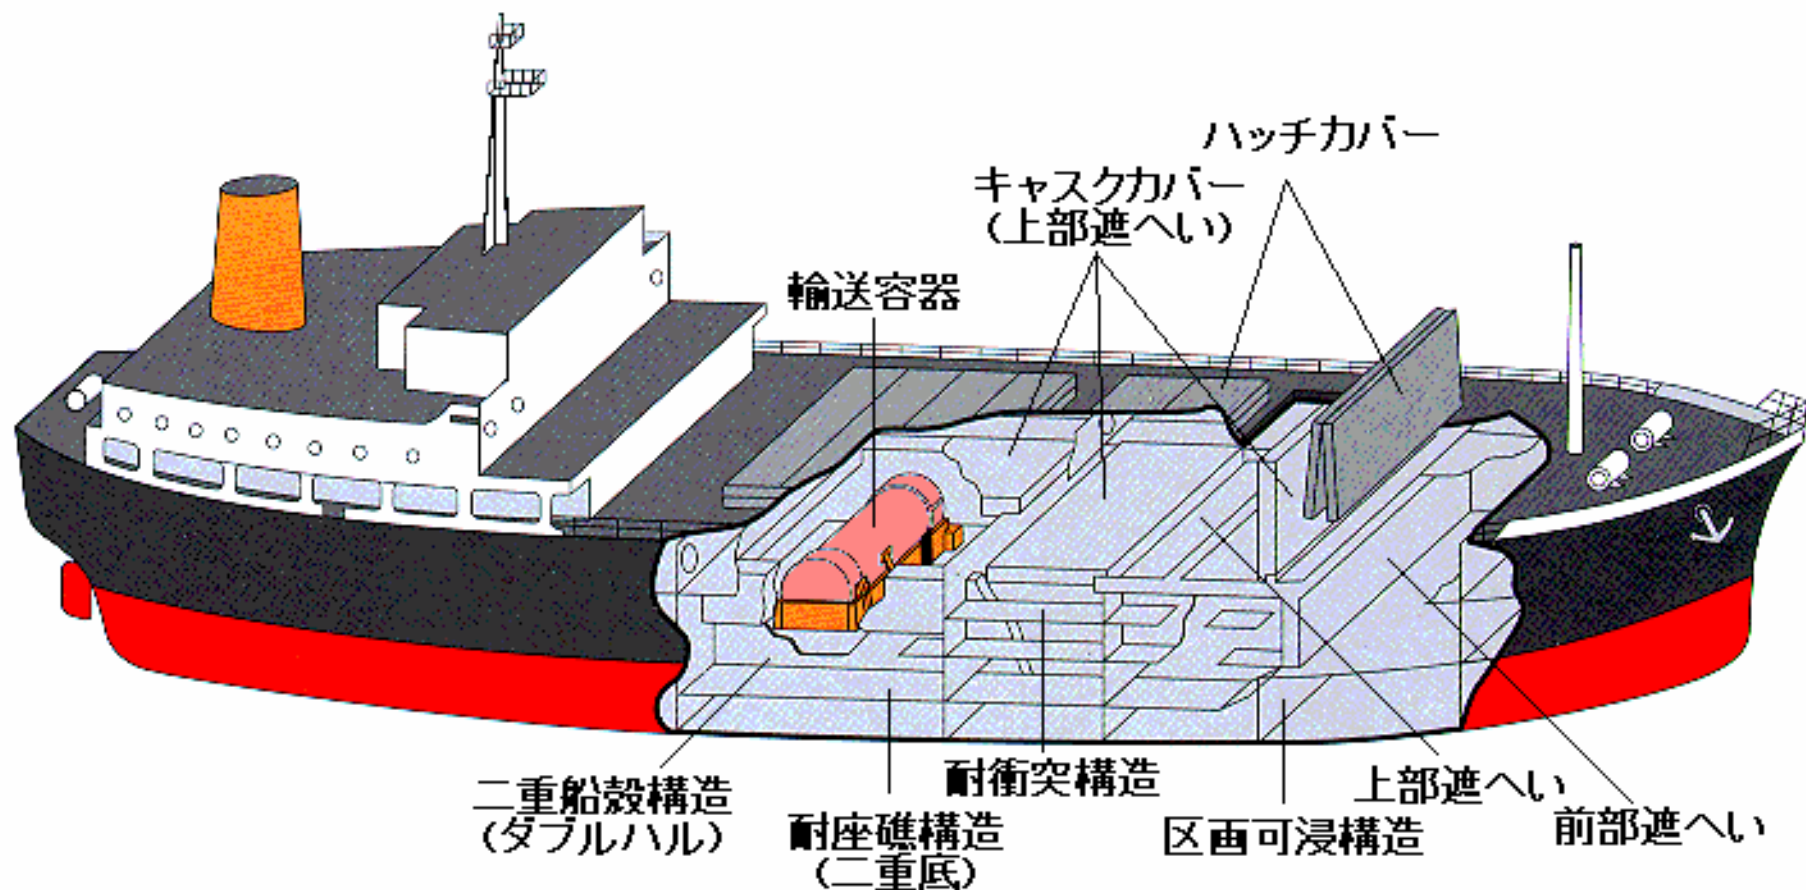 ハッチカバー
キャスクカバー
(上部遮へい)
輸送容器
二重船殻構造
(ダブルハル)
耐座礁構造
(二重底)
耐衝突構造
区画可浸構造
上部遮へい
前部遮へい